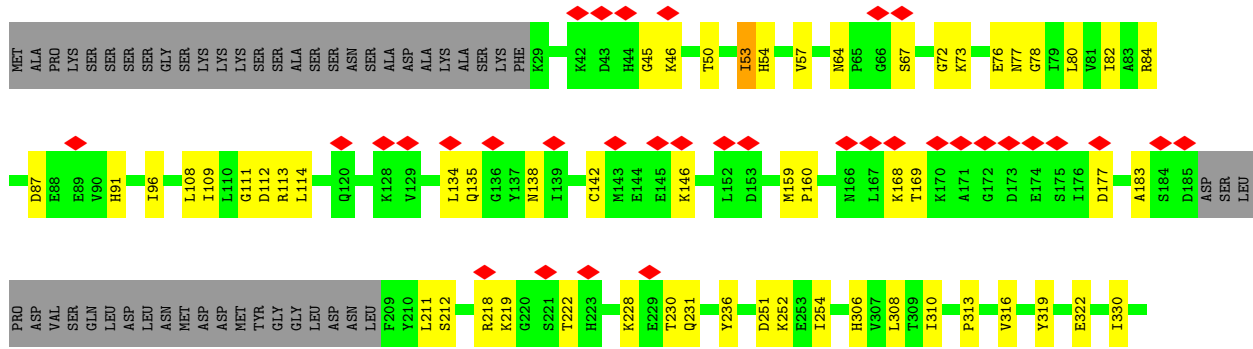 MET ALA PRO LYS SER SER SER SER GLY SER LYS LYS LYS SER SER ALA SER SER ASN SER ALA ASP ALA LYS ALA SER LYS PHE K29 K42 D43 H44 G45 K46 T50 I53 H54 V57 N64 P65 G66 S67 G72 K73 E76 N77 G78 I79 L80 V81 I82 A83 R84
D87 E88 E89 V90 H91 I96 L108 I109 L110 G111 D112 R113 L114 Q120 K128 V129 L134 Q135 G136 Y137 N138 I139 C142 M143 E144 E145 K146 L152 D153 M159 P160 N166 L167 K168 T169 K170 A171 G172 D173 E174 S175 I176 D177 A183 S184 D185 ASP SER LEU
PRO ASP VAL SER GLN LEU ASP LEU ASN MET ASP ASP MET TYR GLY GLY LEU ASP ASN LEU F209 Y210 L211 S212 R218 K219 G220 S221 T222 H223 K228 E229 T230 Q231 Y236 D251 K252 E253 I254 H306 V307 L308 T309 I310 P313 V316 Y319 E322 I330